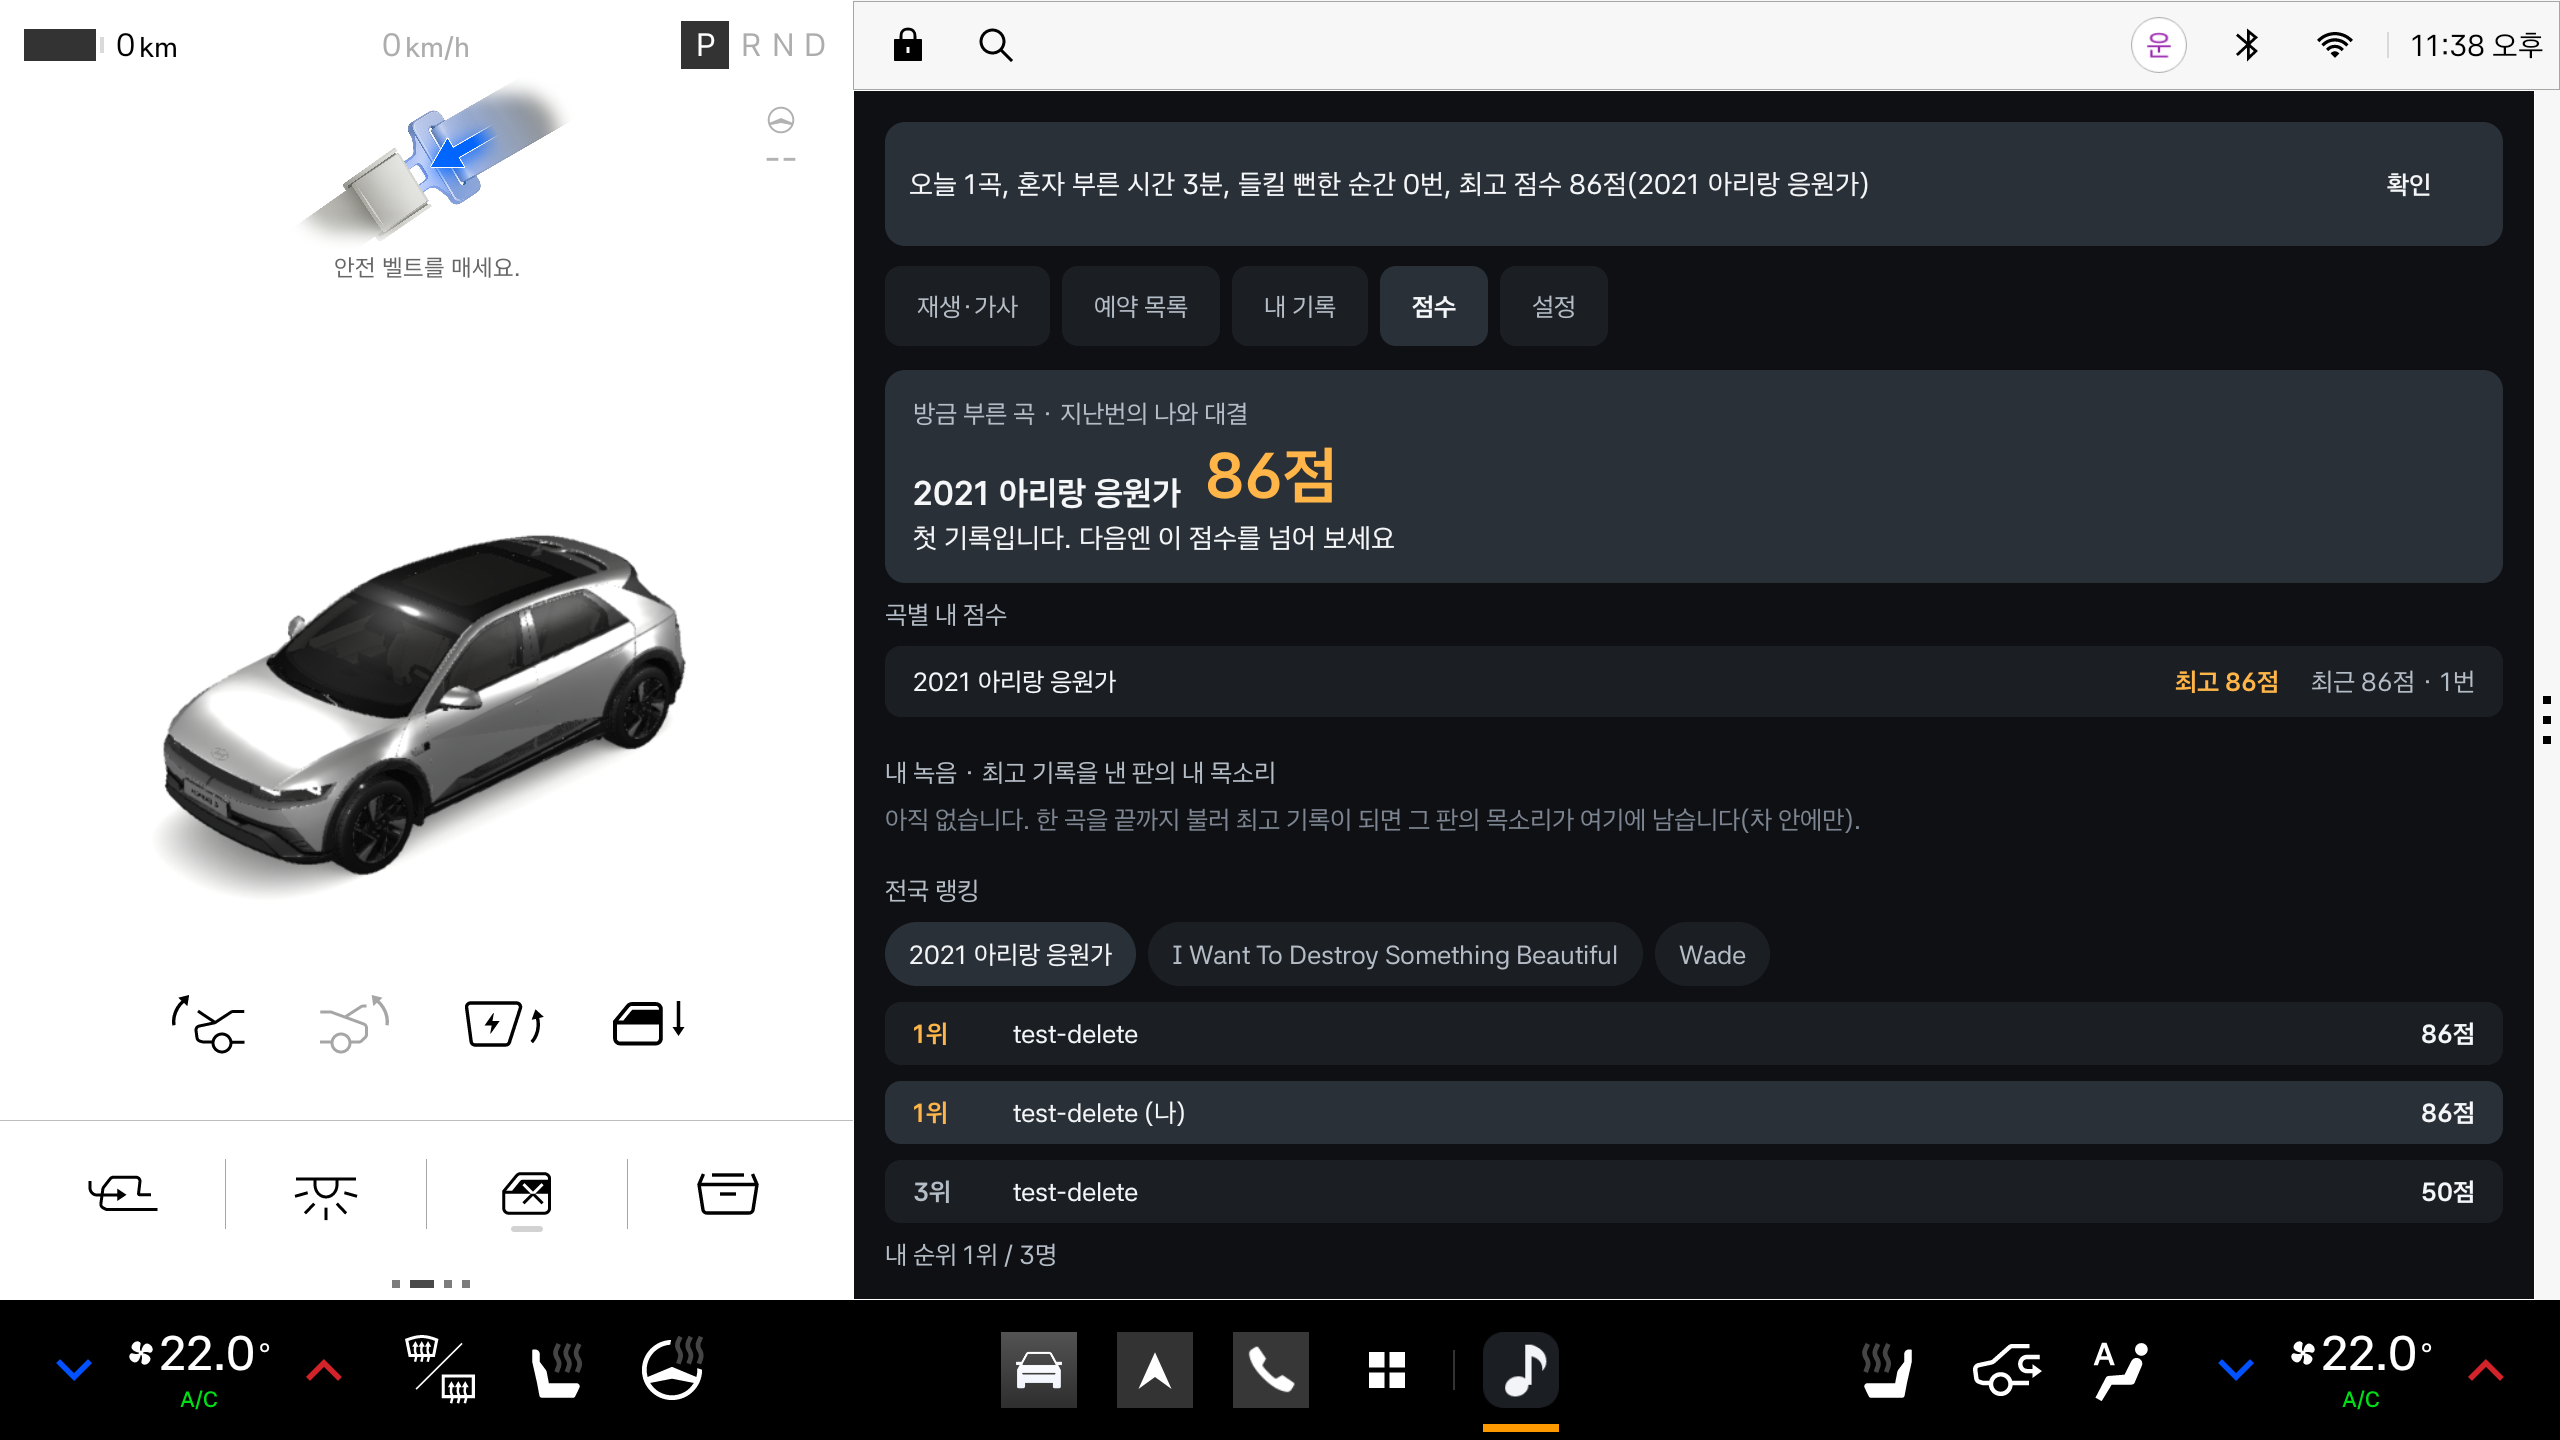 0 km
0 km/h
P R N D
운
11:38 오후
안전 벨트를 매세요.
오늘 1곡, 혼자 부른 시간 3분, 들킬 뻔한 순간 0번, 최고 점수 86점(2021 아리랑 응원가)
확인
재생·가사
예약 목록
내 기록
점수
설정
방금 부른 곡 · 지난번의 나와 대결
2021 아리랑 응원가 86점
첫 기록입니다. 다음엔 이 점수를 넘어 보세요
곡별 내 점수
2021 아리랑 응원가
최고 86점 최근 86점 · 1번
내 녹음 · 최고 기록을 낸 판의 내 목소리
아직 없습니다. 한 곡을 끝까지 불러 최고 기록이 되면 그 판의 목소리가 여기에 남습니다(차 안에만).
전국 랭킹
2021 아리랑 응원가
I Want To Destroy Something Beautiful
Wade
1위 test-delete 86점
1위 test-delete (나) 86점
3위 test-delete 50점
내 순위 1위 / 3명
22.0°
A/C
A
22.0°
A/C